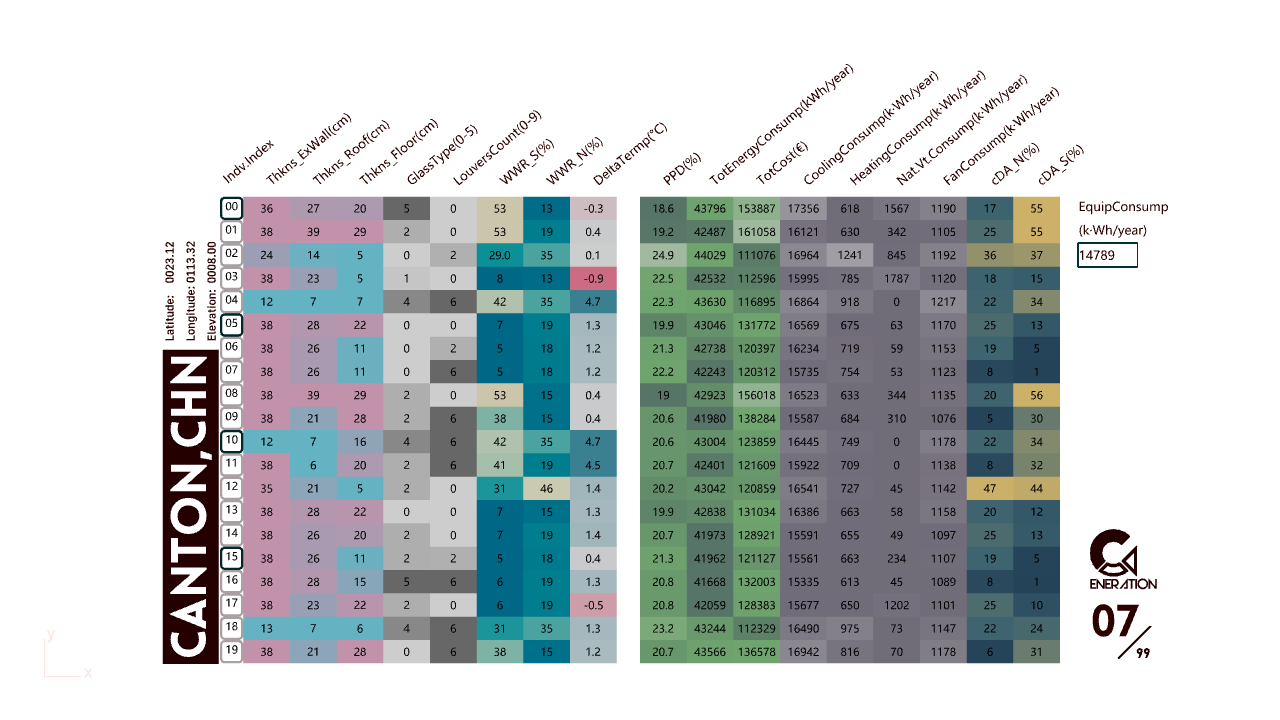 Indv.Index Thkns_ExWall(cm) Thkns_Roof(cm) Thkns_Floor(cm) GlassType(0-5) LouversCount(0-9) WWR_S(%) WWR_N(%) DeltaTermp(°C) PPD(%) TotEnergyConsump(kWh/year) TotCost(€) CoolingConsump(k·Wh/year) HeatingConsump(k·Wh/year) Nat.Vt.Consump(k·Wh/year) FanConsump(k·Wh/year) cDA_N(%) cDA_S(%)
00 36 27 20 5 0 53 13 -0.3 18.6 43796 153887 17356 618 1567 1190 17 55
01 38 39 29 2 0 53 19 0.4 19.2 42487 161058 16121 630 342 1105 25 55
02 24 14 5 0 2 29.0 35 0.1 24.9 44029 111076 16964 1241 845 1192 36 37
03 38 23 5 1 0 8 13 -0.9 22.5 42532 112596 15995 785 1787 1120 18 15
04 12 7 7 4 6 42 35 4.7 22.3 43630 116895 16864 918 0 1217 22 34
05 38 28 22 0 0 7 19 1.3 19.9 43046 131772 16569 675 63 1170 25 13
06 38 26 11 0 2 5 18 1.2 21.3 42738 120397 16234 719 59 1153 19 5
07 38 26 11 0 6 5 18 1.2 22.2 42243 120312 15735 754 53 1123 8 1
08 38 39 29 2 0 53 15 0.4 19 42923 156018 16523 633 344 1135 20 56
09 38 21 28 2 6 38 15 0.4 20.6 41980 138284 15587 684 310 1076 5 30
10 12 7 16 4 6 42 35 4.7 20.6 43004 123859 16445 749 0 1178 22 34
11 38 6 20 2 6 41 19 4.5 20.7 42401 121609 15922 709 0 1138 8 32
12 35 21 5 2 0 31 46 1.4 20.2 43042 120859 16541 727 45 1142 47 44
13 38 28 22 0 0 7 15 1.3 19.9 42838 131034 16386 663 58 1158 20 12
14 38 26 20 2 0 7 19 1.4 20.7 41973 128921 15591 655 49 1097 25 13
15 38 26 11 2 2 5 18 0.4 21.3 41962 121127 15561 663 234 1107 19 5
16 38 28 15 5 6 6 19 1.3 20.8 41668 132003 15335 613 45 1089 8 1
17 38 23 22 2 0 6 19 -0.5 20.8 42059 128383 15677 650 1202 1101 25 10
18 13 7 6 4 6 31 35 1.3 23.2 43244 112329 16490 975 73 1147 22 24
19 38 21 28 0 6 38 15 1.2 20.7 43566 136578 16942 816 70 1178 6 31
EquipConsump
(k·Wh/year)
14789
Latitude: 0023.12
Longitude: 0113.32
Elevation: 0008.00
CANTON,CHN
ENERATION
07/99
y
x